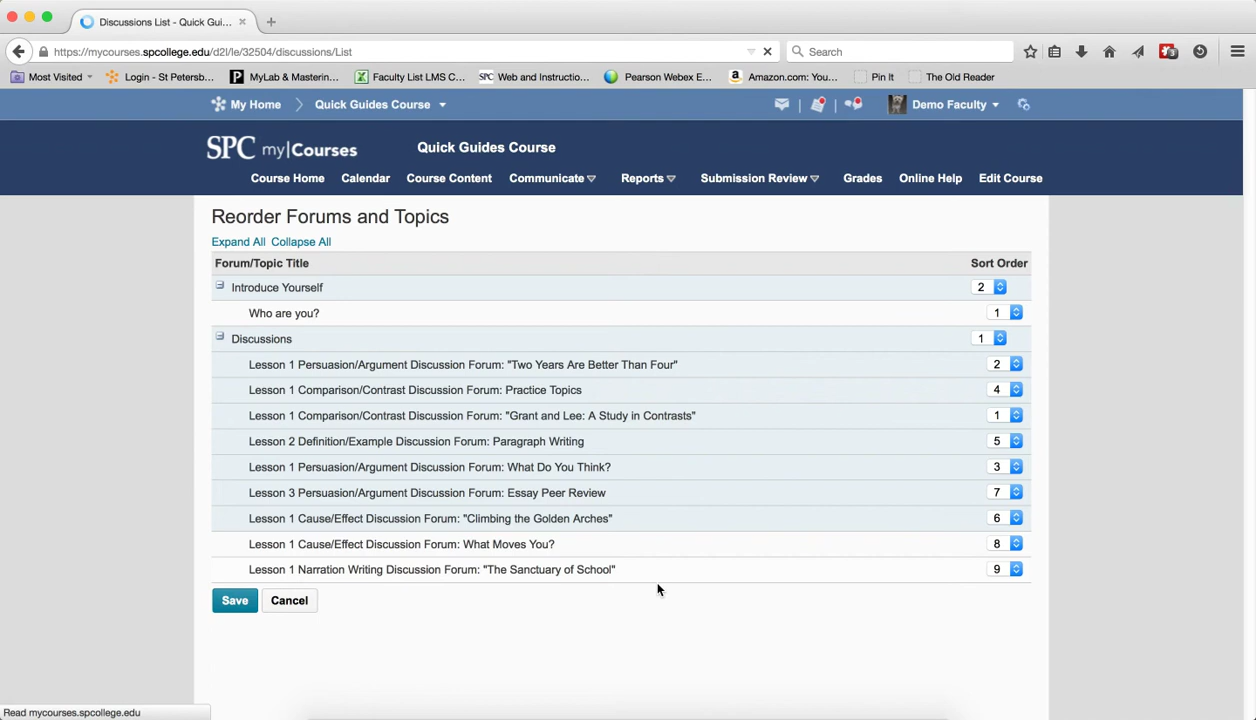 Discussions List - Quick Gui...
https://mycourses.spcollege.edu/d2l/le/32504/discussions/List
Search
Most Visited
Login - St Petersb...
MyLab & Mastering...
Faculty List LMS C...
SPC Web and Instructio...
Pearson Webex E...
Amazon.com: You...
Pin It
The Old Reader
My Home
Quick Guides Course
Demo Faculty
SPC my|Courses
Quick Guides Course
Course Home
Calendar
Course Content
Communicate
Reports
Submission Review
Grades
Online Help
Edit Course
Reorder Forums and Topics
Expand All Collapse All
Forum/Topic Title Sort Order
Introduce Yourself 2
Who are you? 1
Discussions 1
Lesson 1 Persuasion/Argument Discussion Forum: "Two Years Are Better Than Four" 2
Lesson 1 Comparison/Contrast Discussion Forum: Practice Topics 4
Lesson 1 Comparison/Contrast Discussion Forum: "Grant and Lee: A Study in Contrasts" 1
Lesson 2 Definition/Example Discussion Forum: Paragraph Writing 5
Lesson 1 Persuasion/Argument Discussion Forum: What Do You Think? 3
Lesson 3 Persuasion/Argument Discussion Forum: Essay Peer Review 7
Lesson 1 Cause/Effect Discussion Forum: "Climbing the Golden Arches" 6
Lesson 1 Cause/Effect Discussion Forum: What Moves You? 8
Lesson 1 Narration Writing Discussion Forum: "The Sanctuary of School" 9
Save Cancel
Read mycourses.spcollege.edu